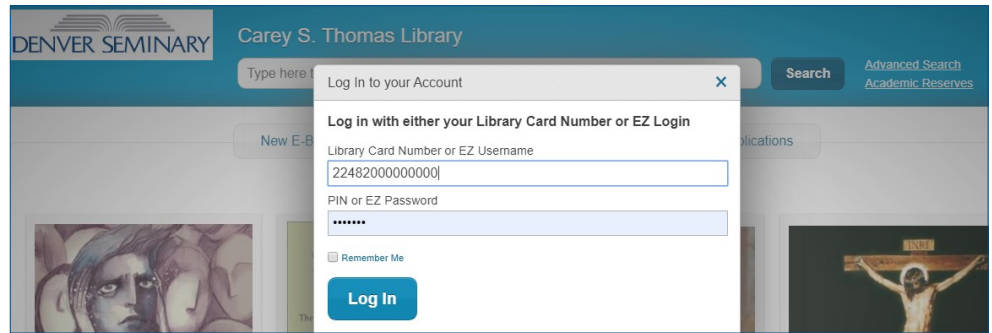 DENVER SEMINARY
Carey S. Thomas Library
Type here t
Search
Advanced Search
Academic Reserves
Log In to your Account
×
Log in with either your Library Card Number or EZ Login
New E-B
plications
Library Card Number or EZ Username
22482000000000
PIN or EZ Password
•••••••
Remember Me
Log In
INRI
The